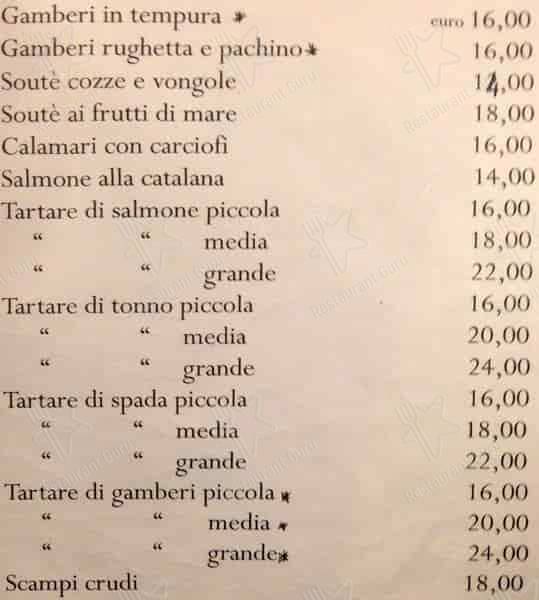 Gamberi in tempura * euro 16,00
Gamberi rughetta e pachino* 16,00
Soutè cozze e vongole 14,00
Soutè ai frutti di mare 18,00
Calamari con carciofi 16,00
Salmone alla catalana 14,00
Tartare di salmone piccola 16,00
“ “ media 18,00
“ “ grande 22,00
Tartare di tonno piccola 16,00
“ “ media 20,00
“ “ grande 24,00
Tartare di spada piccola 16,00
“ “ media 18,00
“ “ grande 22,00
Tartare di gamberi piccola * 16,00
“ “ media * 20,00
“ “ grande* 24,00
Scampi crudi 18,00